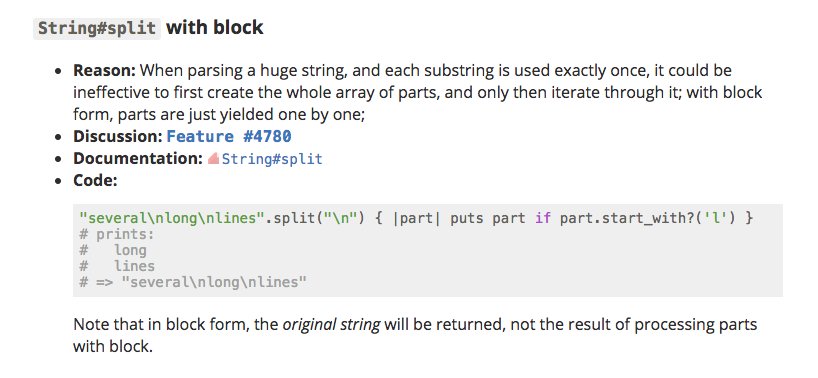 String#split with block
• Reason: When parsing a huge string, and each substring is used exactly once, it could be
ineffective to first create the whole array of parts, and only then iterate through it; with block
form, parts are just yielded one by one;
• Discussion: Feature #4780
• Documentation: String#split
• Code:
"several\nlong\nlines".split("\n") { |part| puts part if part.start_with?('l') }
# prints:
#   long
#   lines
# => "several\nlong\nlines"
Note that in block form, the original string will be returned, not the result of processing parts
with block.